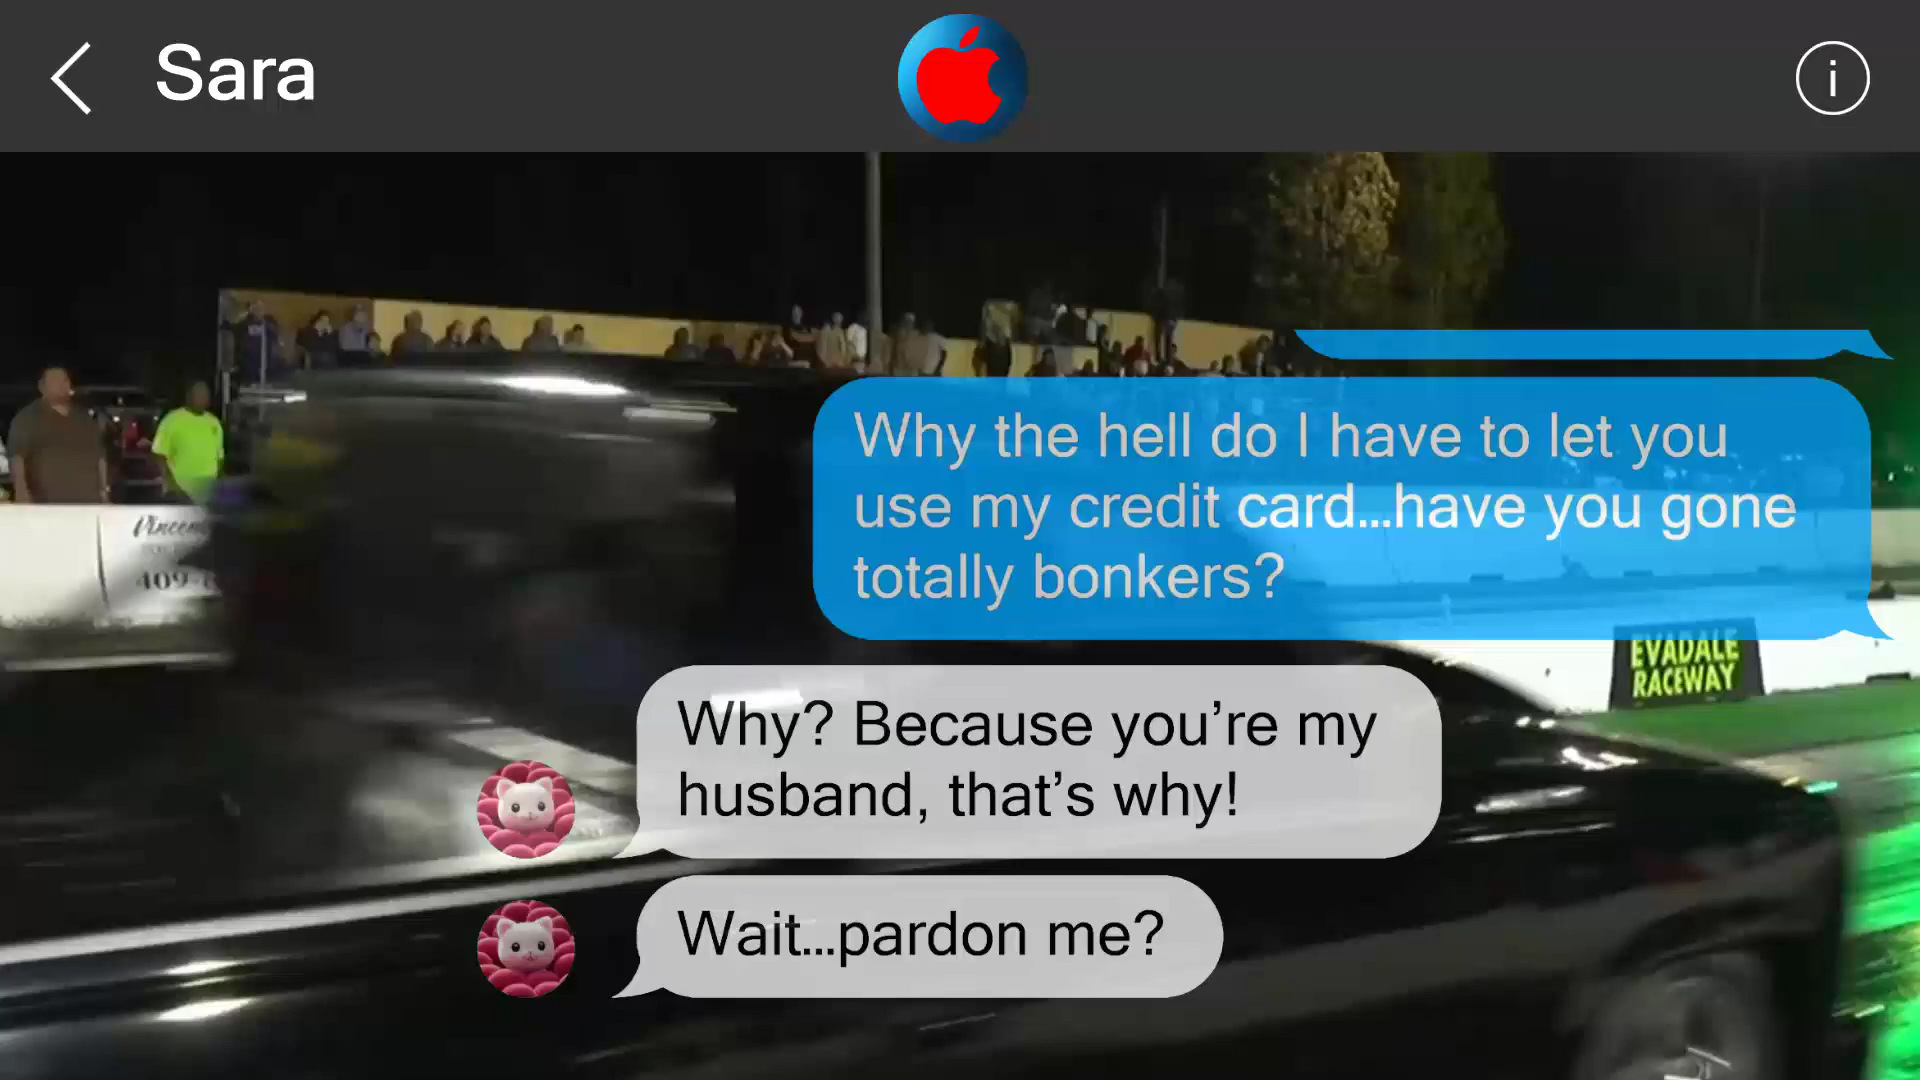 Sara
i
Why the hell do I have to let you
use my credit card...have you gone
totally bonkers?
409-
EVADALE
RACEWAY
Why? Because you’re my
husband, that’s why!
Wait...pardon me?